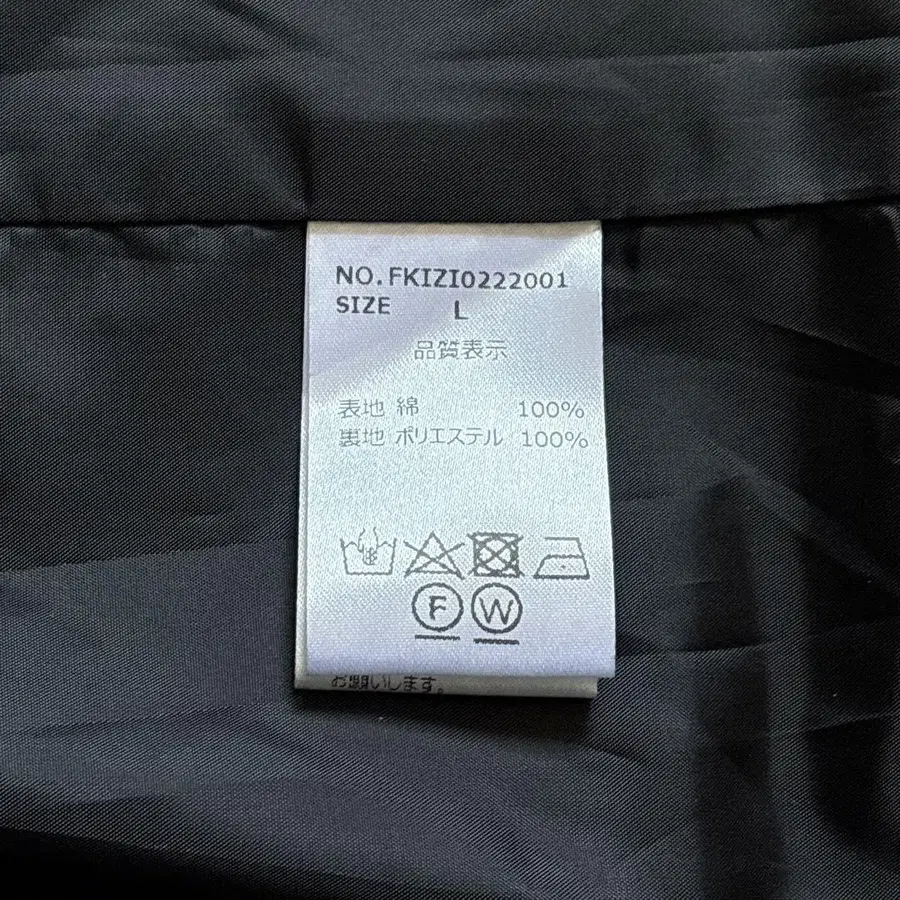 NO.FKIZI0222001
SIZE L
品質表示
表地 綿 100%
裏地 ポリエステル 100%
F W
お願いします。